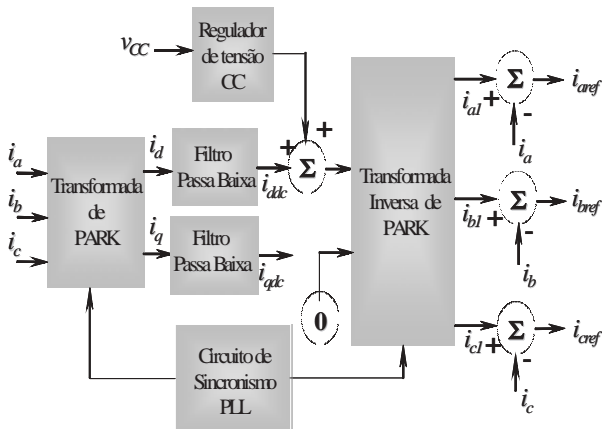 v_CC
Regulador
de tensão
CC
i_a
i_b
i_c
Transformada
de
PARK
i_d
i_q
Filtro
Passa Baixa
i_ddc
Filtro
Passa Baixa
i_qdc
+
+
Σ
0
Circuito de
Sincronismo
PLL
Transformada
Inversa de
PARK
i_a1
+
Σ
-
i_a
i_aref
i_b1
+
Σ
-
i_b
i_bref
i_c1
+
Σ
-
i_c
i_cref